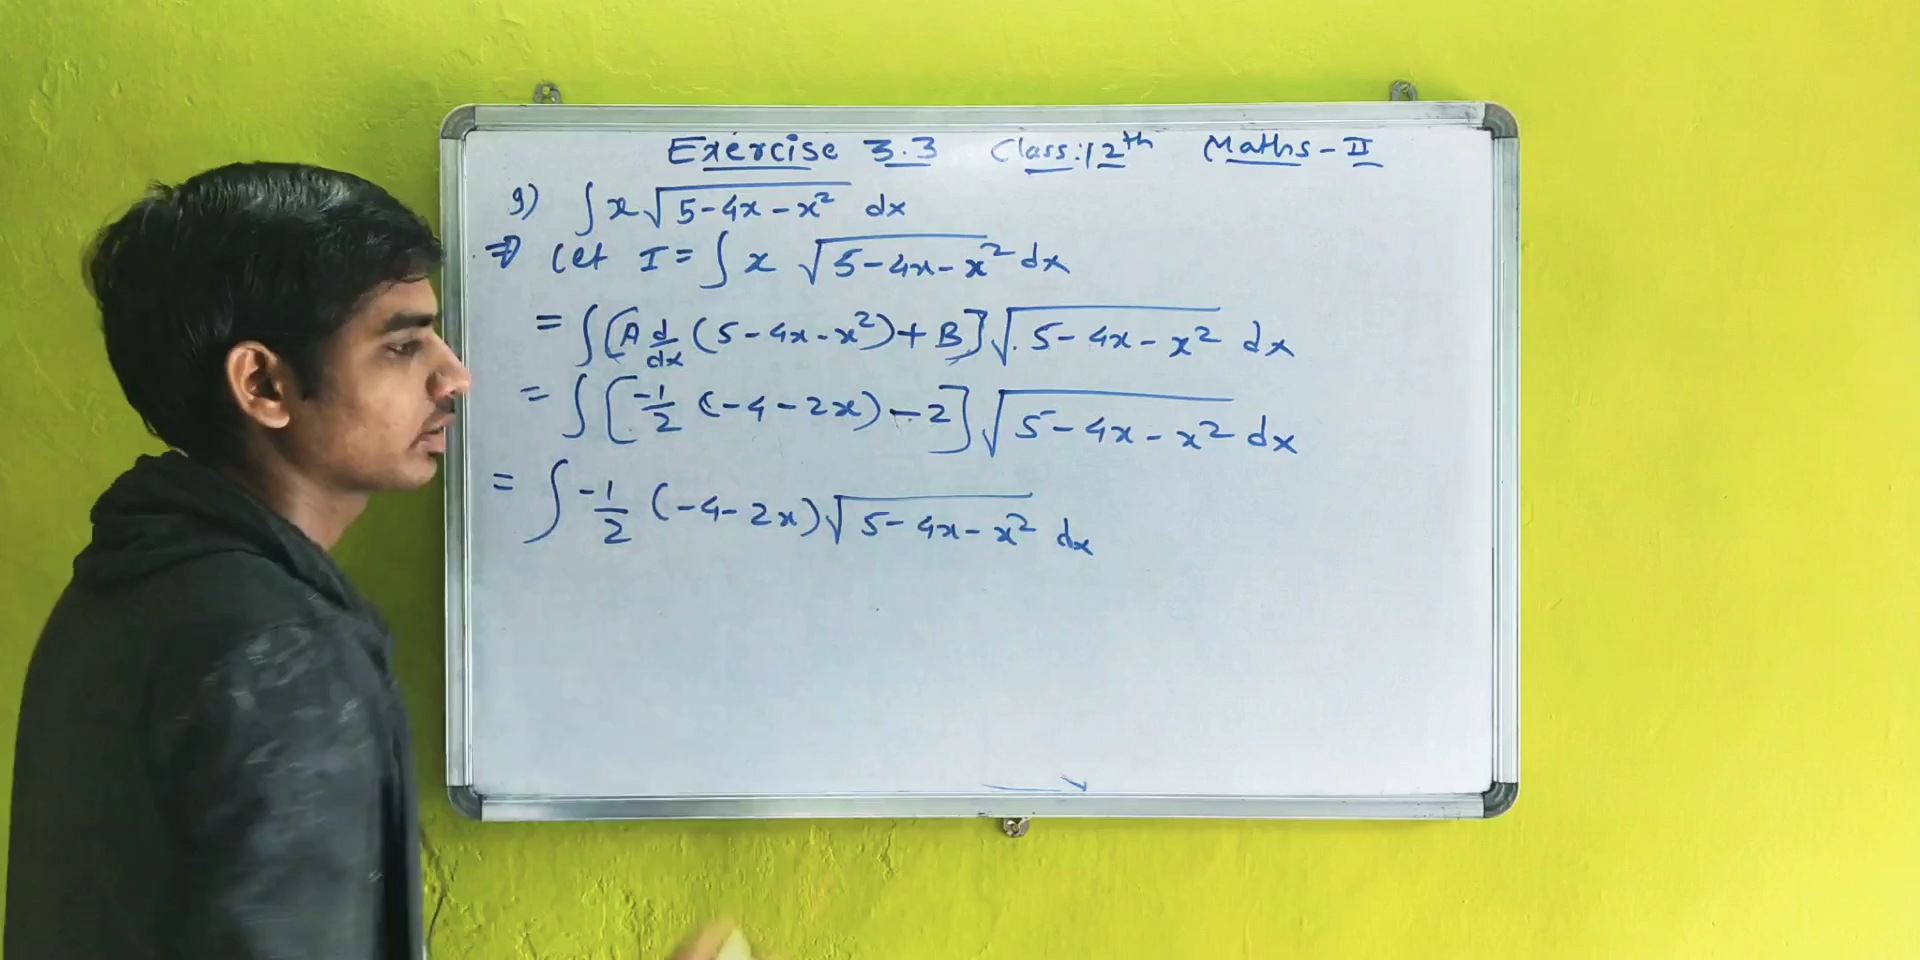 Exercise 3.3 Class:12th Maths-II
9) ∫x√(5-4x-x²) dx
⇒ Let I = ∫ x √(5-4x-x²) dx
= ∫[A d/dx (5-4x-x²)+B]√(5-4x-x²) dx
= ∫[-1/2 (-4-2x)-2]√(5-4x-x²) dx
= ∫-1/2 (-4-2x)√(5-4x-x²) dx